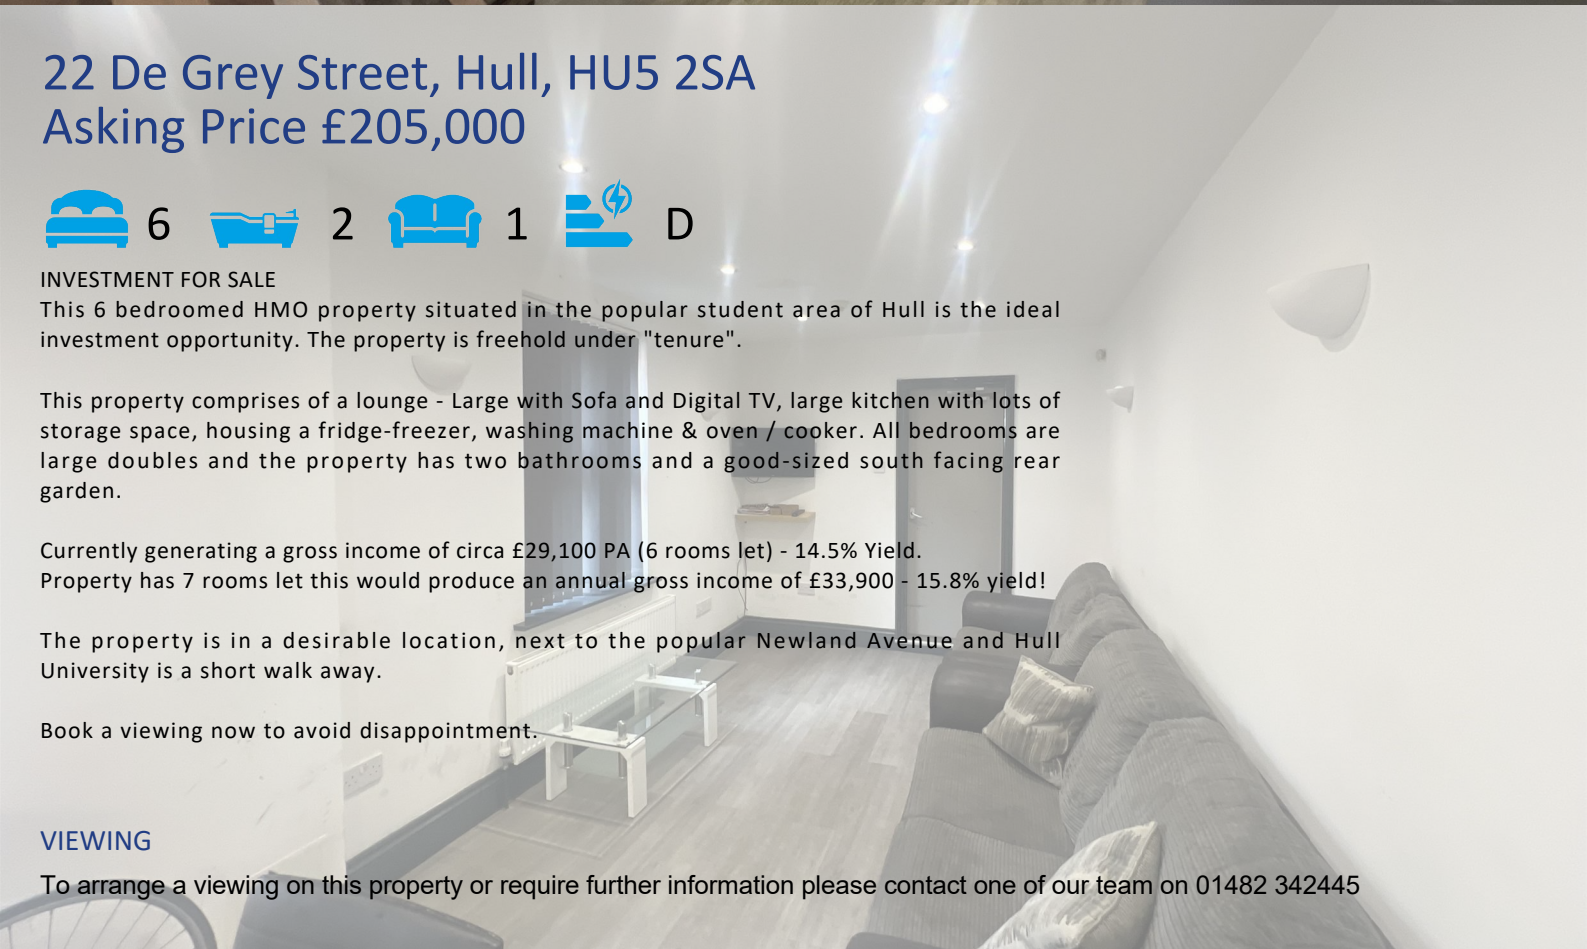 22 De Grey Street, Hull, HU5 2SA
Asking Price £205,000
6 2 1 D
INVESTMENT FOR SALE
This 6 bedroomed HMO property situated in the popular student area of Hull is the ideal
investment opportunity. The property is freehold under "tenure".
This property comprises of a lounge - Large with Sofa and Digital TV, large kitchen with lots of
storage space, housing a fridge-freezer, washing machine & oven / cooker. All bedrooms are
large doubles and the property has two bathrooms and a good-sized south facing rear
garden.
Currently generating a gross income of circa £29,100 PA (6 rooms let) - 14.5% Yield.
Property has 7 rooms let this would produce an annual gross income of £33,900 - 15.8% yield!
The property is in a desirable location, next to the popular Newland Avenue and Hull
University is a short walk away.
Book a viewing now to avoid disappointment.
VIEWING
To arrange a viewing on this property or require further information please contact one of our team on 01482 342445